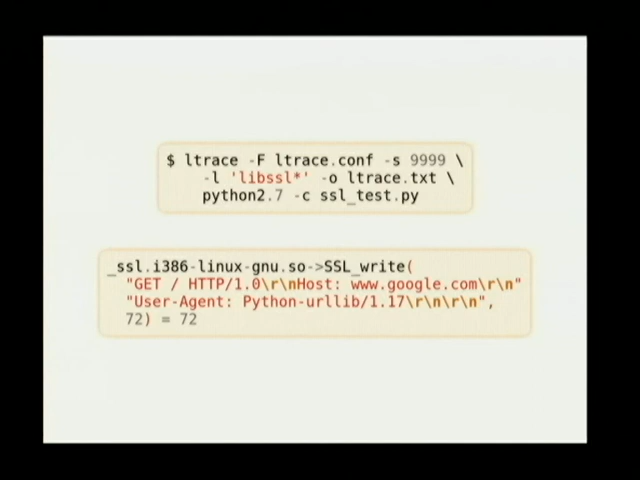 $ ltrace -F ltrace.conf -s 9999 \
-l 'libssl*' -o ltrace.txt \
python2.7 -c ssl_test.py
_ssl.i386-linux-gnu.so->SSL_write(
"GET / HTTP/1.0\r\nHost: www.google.com\r\n"
"User-Agent: Python-urllib/1.17\r\n\r\n",
72) = 72